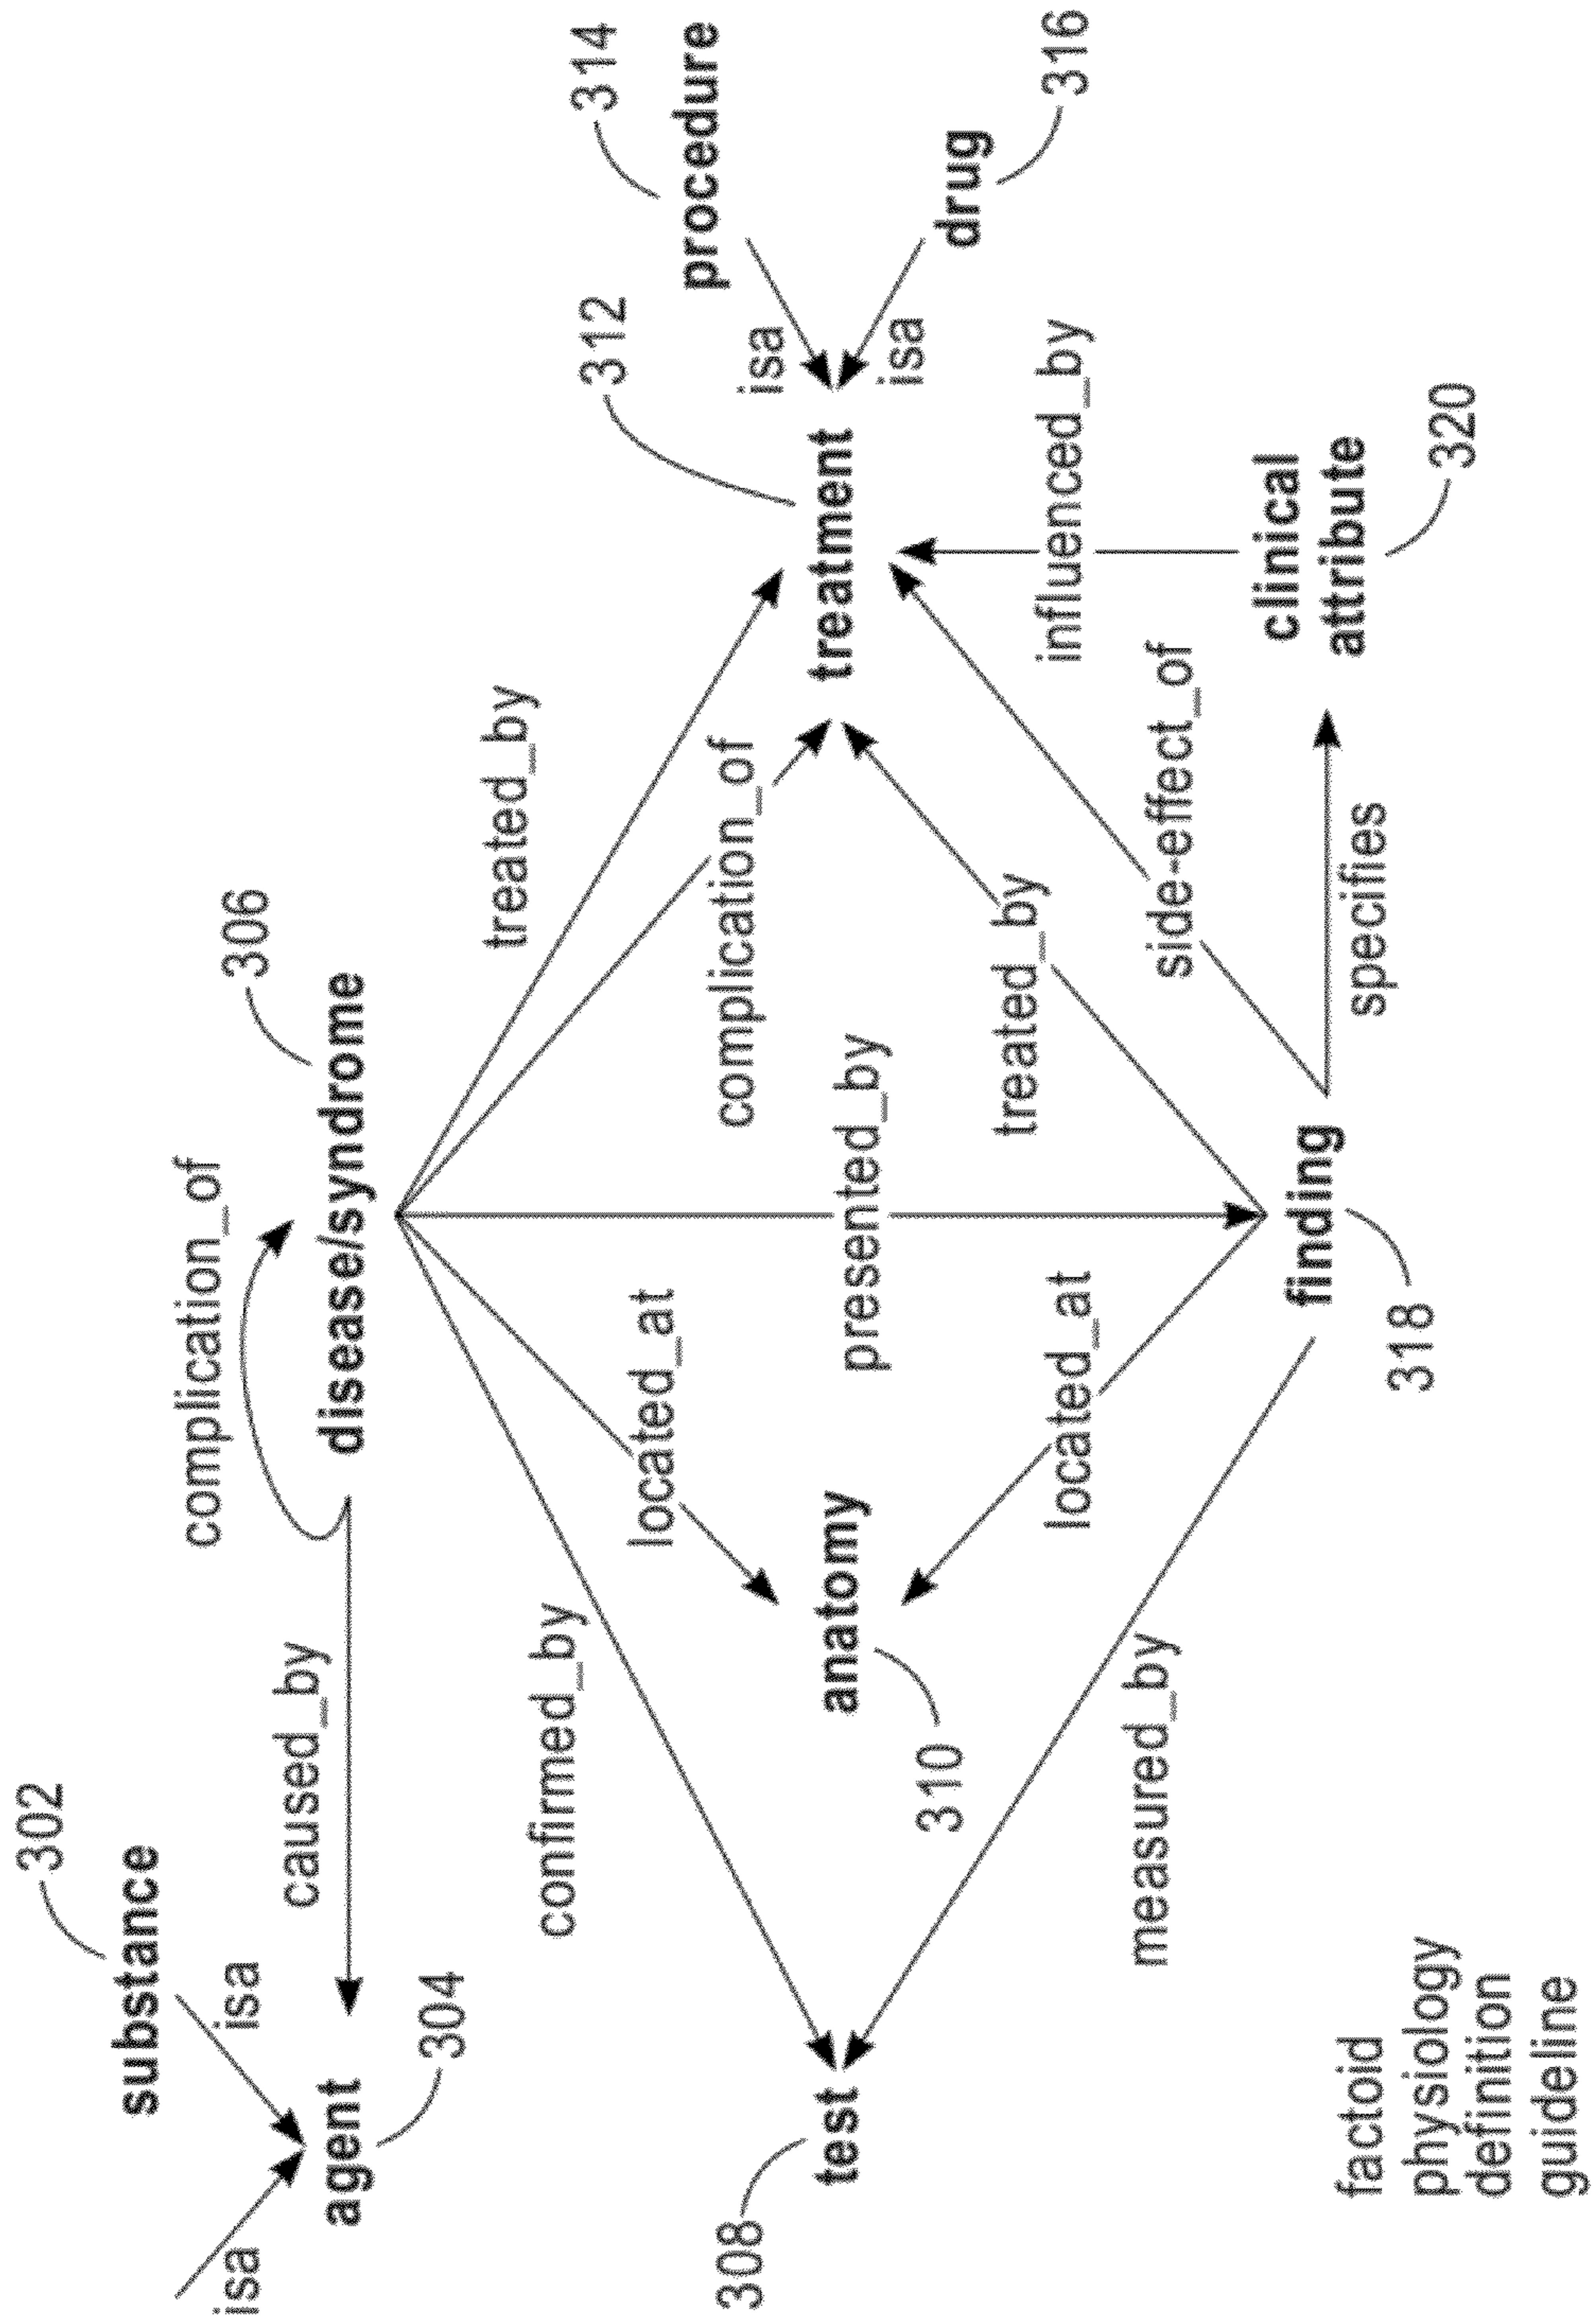 302
substance
complication_of
isa
isa
306
caused_by
agent
disease/syndrome
304
confirmed_by
treated_by
312
314
located_at
procedure
complication_of
308
isa
test
anatomy
treatment
presented_by
isa
310
drug
treated_by
located_at
influenced_by
316
measured_by
side-effect_of
finding
clinical
attribute
specifies
318
320
factoid
physiology
definition
guideline